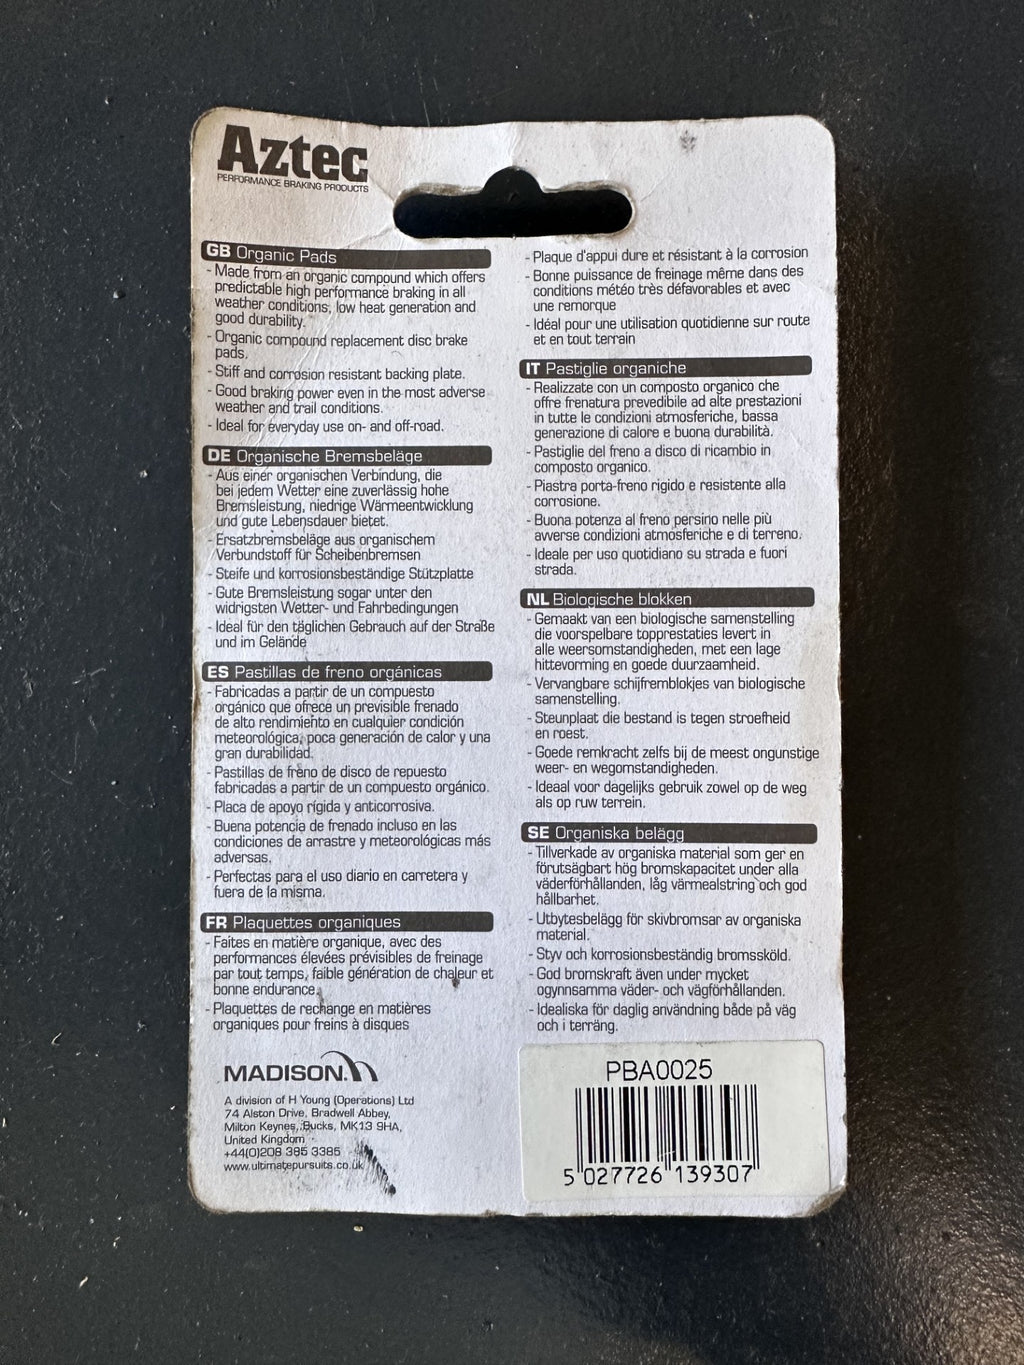 Aztec
PERFORMANCE BRAKING PRODUCTS
GB Organic Pads
- Made from an organic compound which offers
predictable high performance braking in all
weather conditions, low heat generation and
good durability.
- Organic compound replacement disc brake
pads.
- Stiff and corrosion resistant backing plate.
- Good braking power even in the most adverse
weather and trail conditions.
- Ideal for everyday use on- and off-road.
DE Organische Bremsbeläge
- Aus einer organischen Verbindung, die
bei jedem Wetter eine zuverlässig hohe
Bremsleistung, niedrige Wärmeentwicklung
und gute Lebensdauer bietet.
- Ersatzbremsbeläge aus organischem
Verbundstoff für Scheibenbremsen
- Steife und korrosionsbeständige Stützplatte
- Gute Bremsleistung sogar unter den
widrigsten Wetter- und Fahrbedingungen
- Ideal für den täglichen Gebrauch auf der Straße
und im Gelände
ES Pastillas de freno orgánicas
- Fabricadas a partir de un compuesto
orgánico que ofrece un previsible frenado
de alto rendimiento en cualquier condición
meteorológica, poca generación de calor y una
gran durabilidad.
- Pastillas de freno de disco de repuesto
fabricadas a partir de un compuesto orgánico.
- Placa de apoyo rígida y anticorrosiva.
- Buena potencia de frenado incluso en las
condiciones de arrastre y meteorológicas más
adversas.
- Perfectas para el uso diario en carretera y
fuera de la misma.
FR Plaquettes organiques
- Faites en matière organique, avec des
performances élevées prévisibles de freinage
par tout temps, faible génération de chaleur et
bonne endurance.
- Plaquettes de rechange en matières
organiques pour freins à disques
- Plaque d'appui dure et résistant à la corrosion
- Bonne puissance de freinage même dans des
conditions météo très défavorables et avec
une remorque
- Idéal pour une utilisation quotidienne sur route
et en tout terrain
IT Pastiglie organiche
- Realizzate con un composto organico che
offre frenatura prevedibile ad alte prestazioni
in tutte le condizioni atmosferiche, bassa
generazione di calore e buona durabilità.
- Pastiglie del freno a disco di ricambio in
composto organico.
- Piastra porta-freno rigido e resistente alla
corrosione.
- Buona potenza al freno persino nelle più
avverse condizioni atmosferiche e di terreno.
- Ideale per uso quotidiano su strada e fuori
strada.
NL Biologische blokken
- Gemaakt van een biologische samenstelling
die voorspelbare topprestaties levert in
alle weersomstandigheden, met een lage
hittevorming en goede duurzaamheid.
- Vervangbare schijfremblokjes van biologische
samenstelling.
- Steunplaat die bestand is tegen stroefheid
en roest.
- Goede remkracht zelfs bij de meest ongunstige
weer- en wegomstandigheden.
- Ideaal voor dagelijks gebruik zowel op de weg
als op ruw terrein.
SE Organiska belägg
- Tillverkade av organiska material som ger en
förutsägbart hög bromskapacitet under alla
väderförhållanden, låg värmealstring och god
hållbarhet.
- Utbytesbelägg för skivbromsar av organiska
material.
- Styv och korrosionsbeständig bromssköld.
- God bromskraft även under mycket
ogynnsamma väder- och vägförhållanden.
- Idealiska för daglig användning både på väg
och i terräng.
MADISON.
A division of H Young (Operations) Ltd
74 Alston Drive, Bradwell Abbey,
Milton Keynes, Bucks, MK13 9HA,
United Kingdom
+44(0)208 385 3385
www.ultimatepursuits.co.uk
PBA0025
5 027726 139307